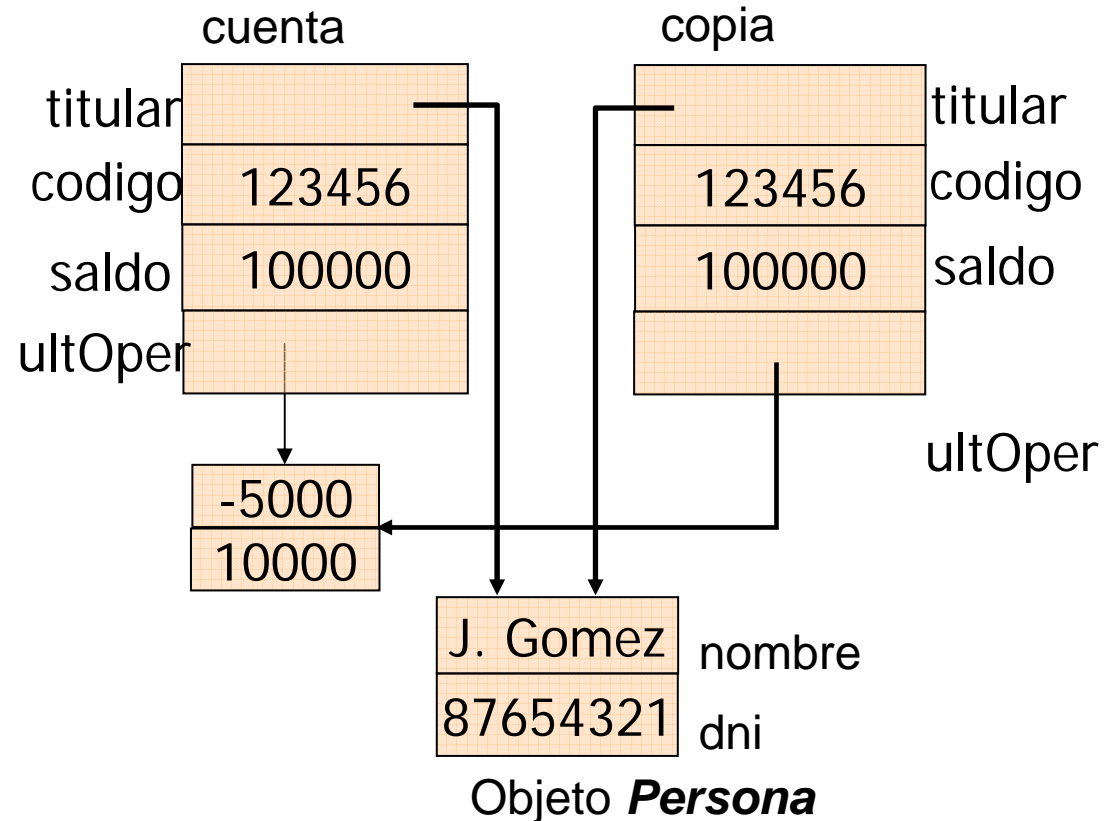 cuenta
copia
titular
titular
codigo 123456
123456 codigo
saldo 100000
100000 saldo
ultOper
ultOper
-5000
10000
J. Gomez nombre
87654321 dni
Objeto Persona